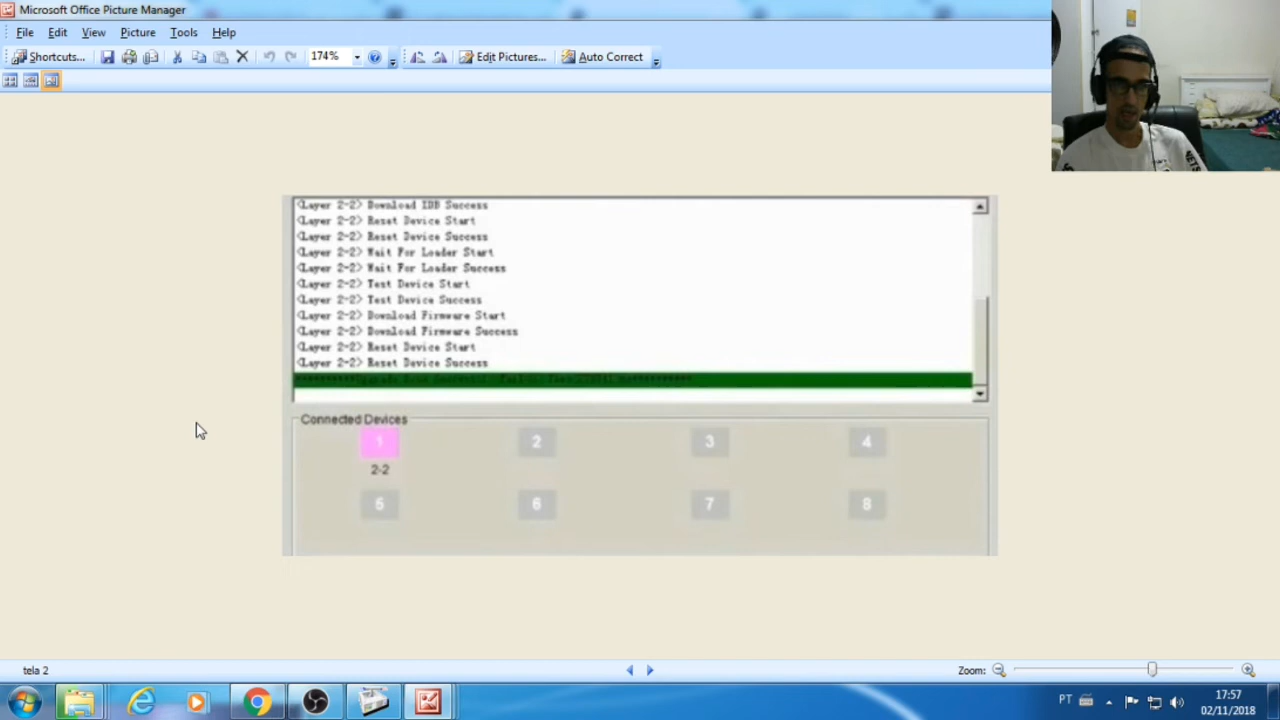 Microsoft Office Picture Manager
File Edit View Picture Tools Help
Shortcuts... 174% Edit Pictures... Auto Correct
<Layer 2-2> Download IDB Success
<Layer 2-2> Reset Device Start
<Layer 2-2> Reset Device Success
<Layer 2-2> Wait For Loader Start
<Layer 2-2> Wait For Loader Success
<Layer 2-2> Test Device Start
<Layer 2-2> Test Device Success
<Layer 2-2> Download Firmware Start
<Layer 2-2> Download Firmware Success
<Layer 2-2> Reset Device Start
<Layer 2-2> Reset Device Success
Connected Devices
1 2 3 4
2-2
5 6 7 8
tela 2
Zoom:
PT
17:57
02/11/2018